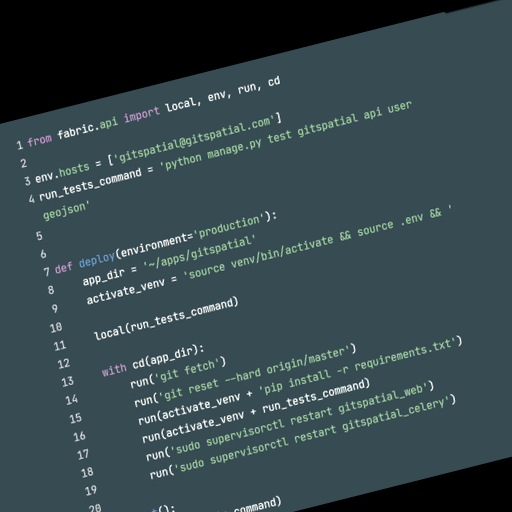 1 from fabric.api import local, env, run, cd
2
3 env.hosts = ['gitspatial@gitspatial.com']
4 run_tests_command = 'python manage.py test gitspatial api user
geojson'
5
6
7 def deploy(environment='production'):
8 app_dir = '~/apps/gitspatial'
9 activate_venv = 'source venv/bin/activate && source .env && '
10
11 local(run_tests_command)
12
13 with cd(app_dir):
14 run('git fetch')
15 run('git reset --hard origin/master')
16 run(activate_venv + 'pip install -r requirements.txt')
17 run(activate_venv + run_tests_command)
18 run('sudo supervisorctl restart gitspatial_web')
19 run('sudo supervisorctl restart gitspatial_celery')
20